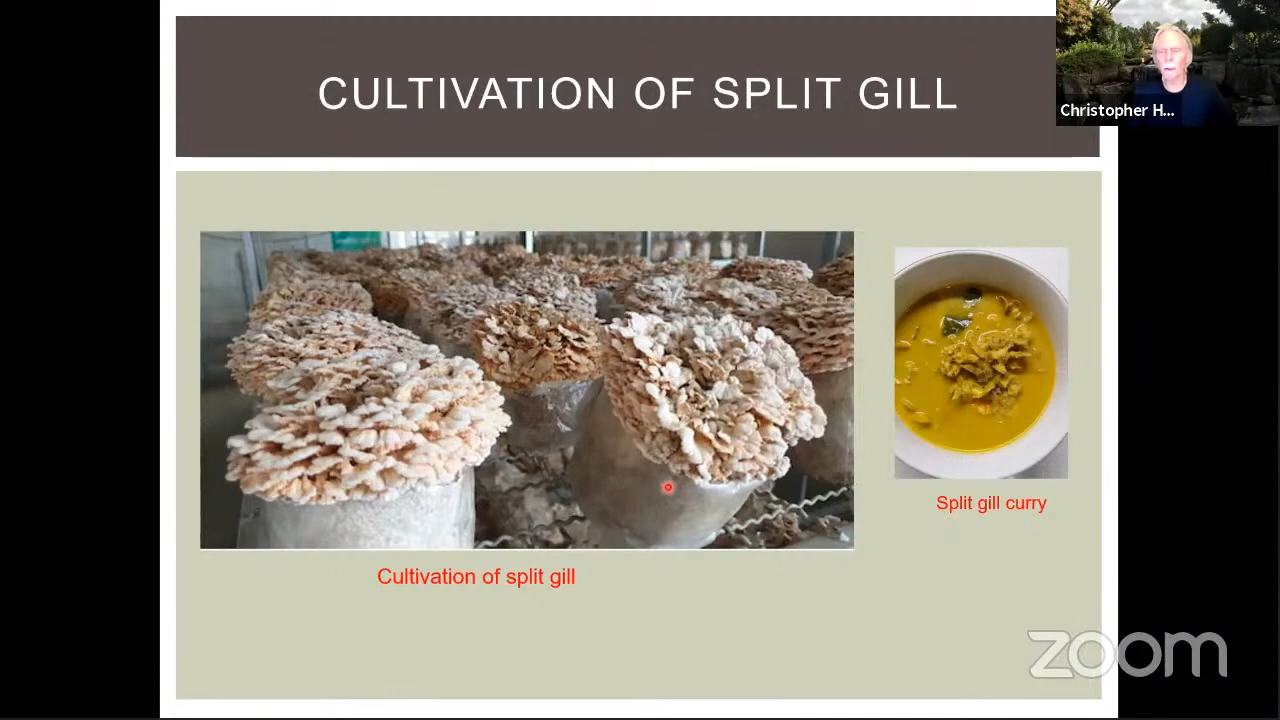 CULTIVATION OF SPLIT GILL
Christopher H...
Split gill curry
Cultivation of split gill
zoom